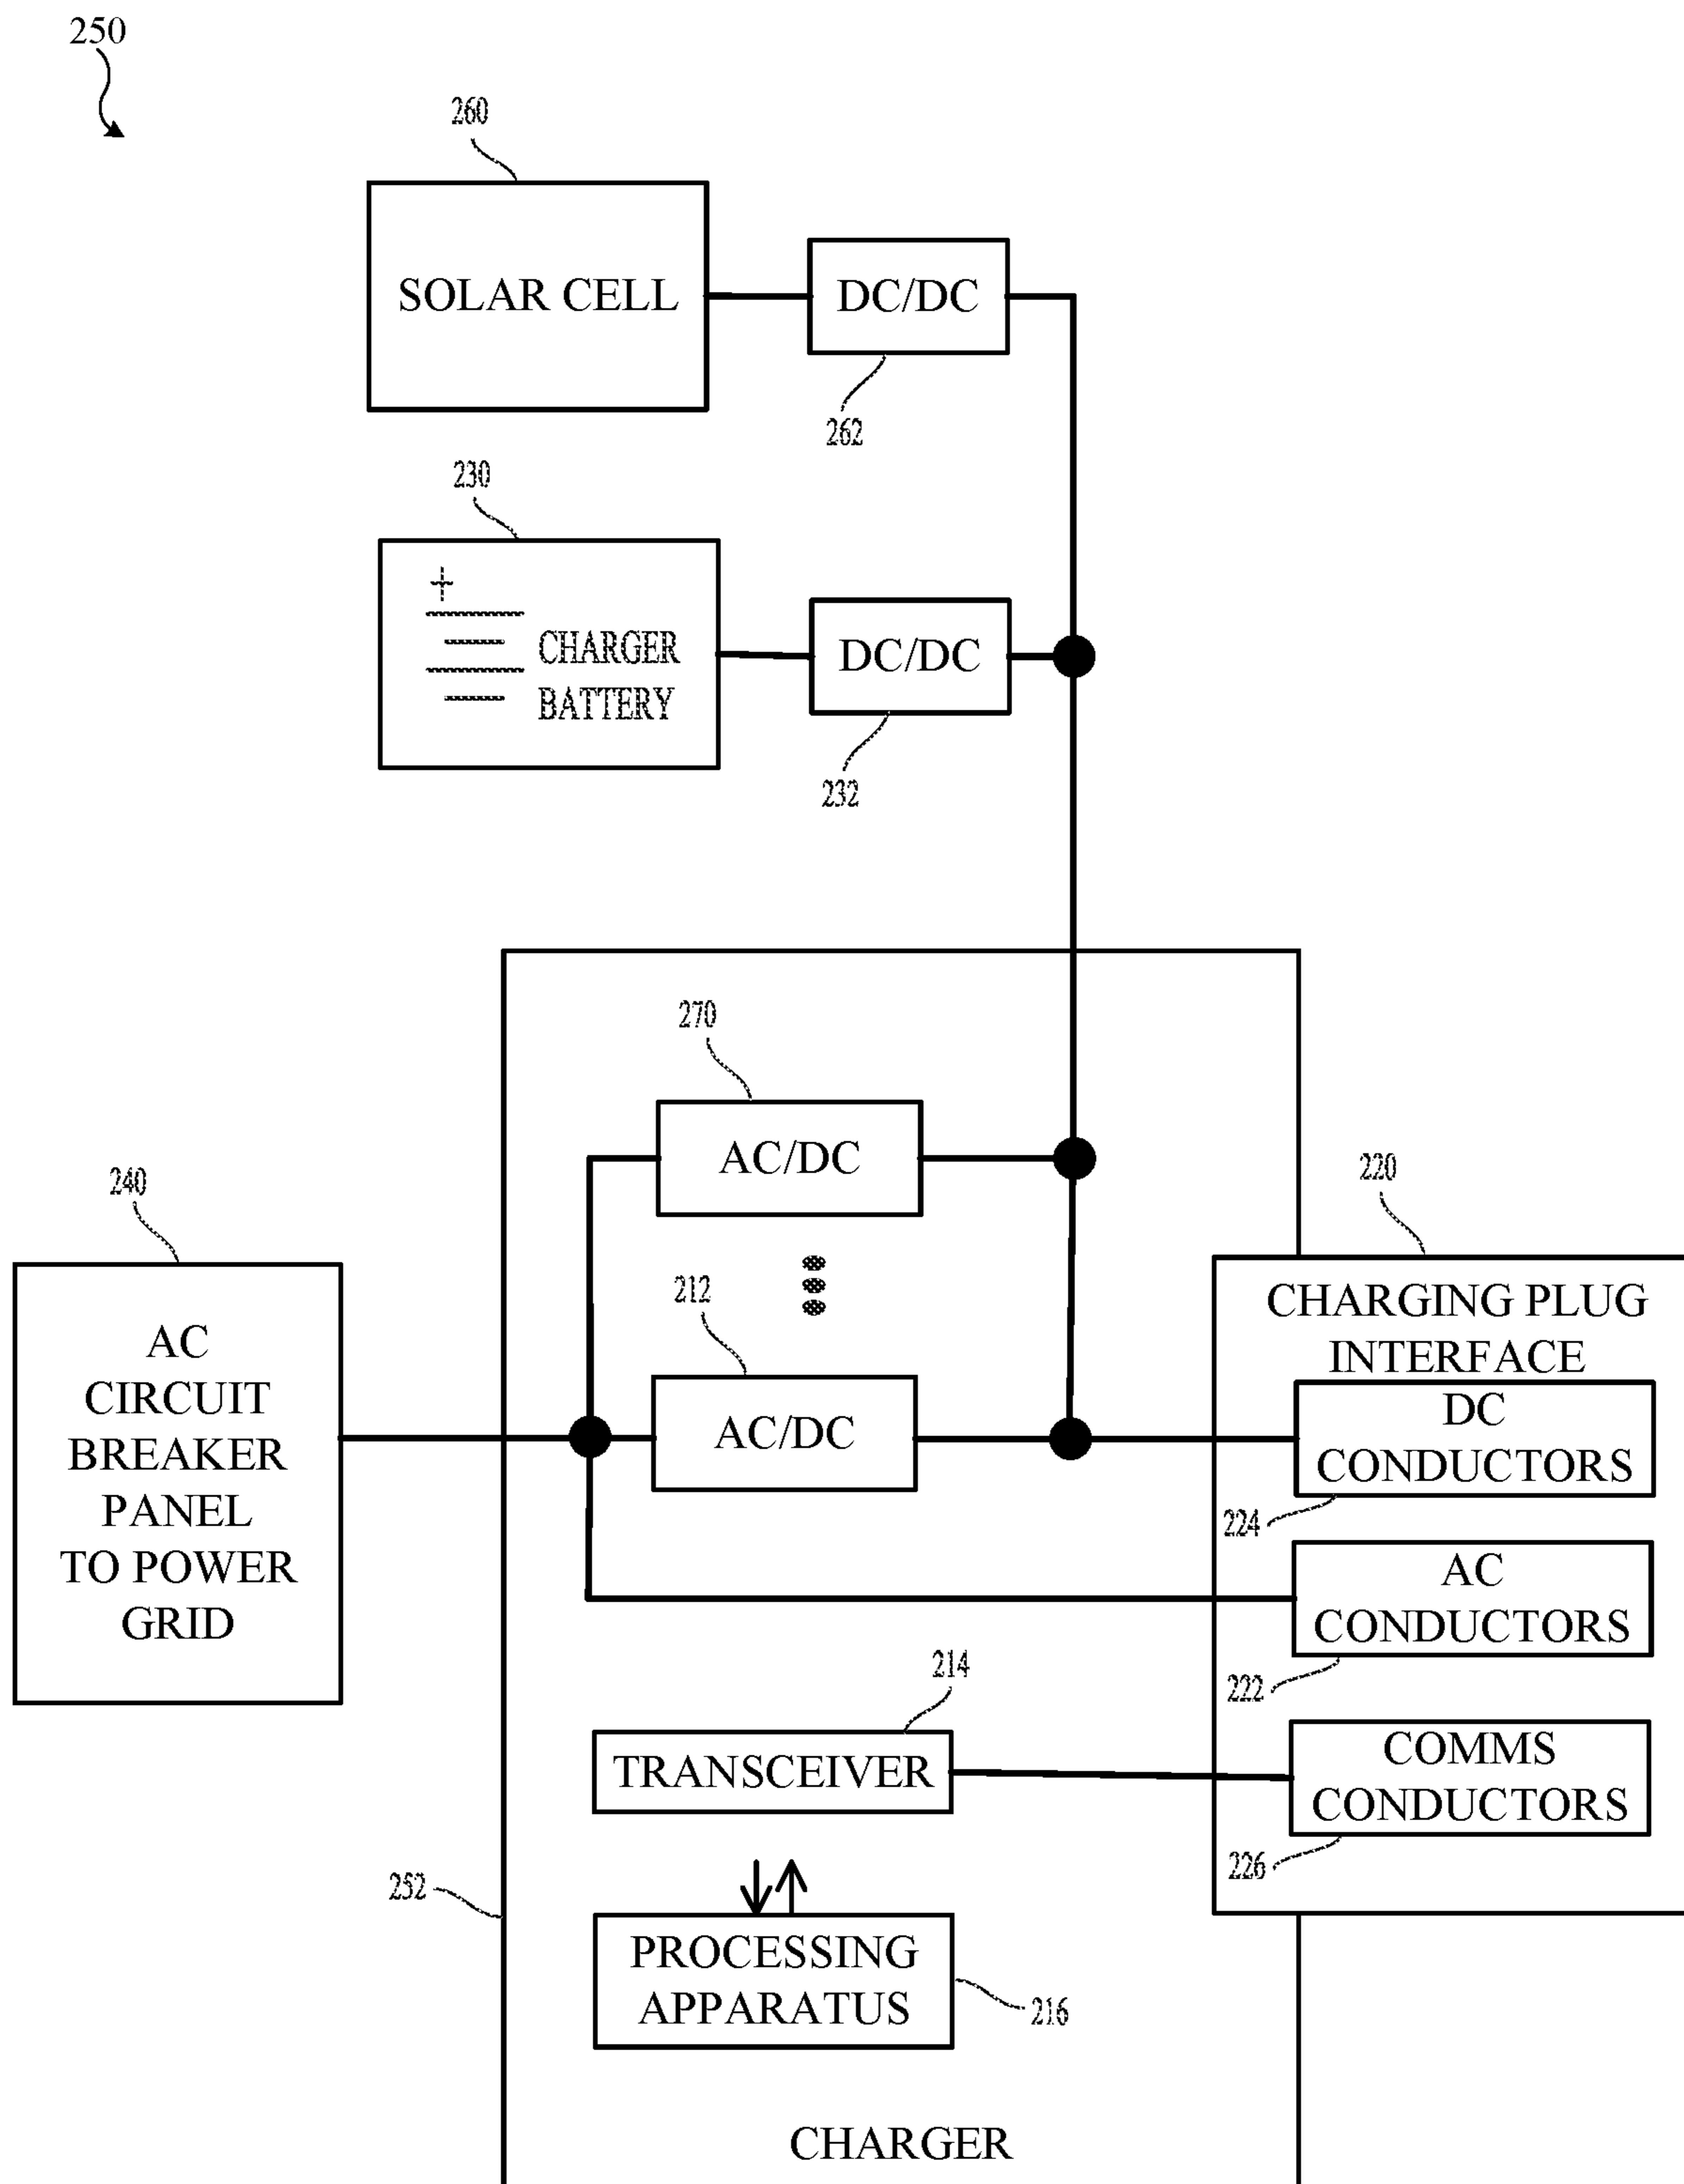 250
260
SOLAR CELL
DC/DC
262
230
+
CHARGER
BATTERY
DC/DC
232
270
AC/DC
240
AC
CIRCUIT
BREAKER
PANEL
TO POWER
GRID
212
AC/DC
220
CHARGING PLUG
INTERFACE
DC
CONDUCTORS
224
AC
CONDUCTORS
222
214
TRANSCEIVER
COMMS
CONDUCTORS
226
252
PROCESSING
APPARATUS
216
CHARGER